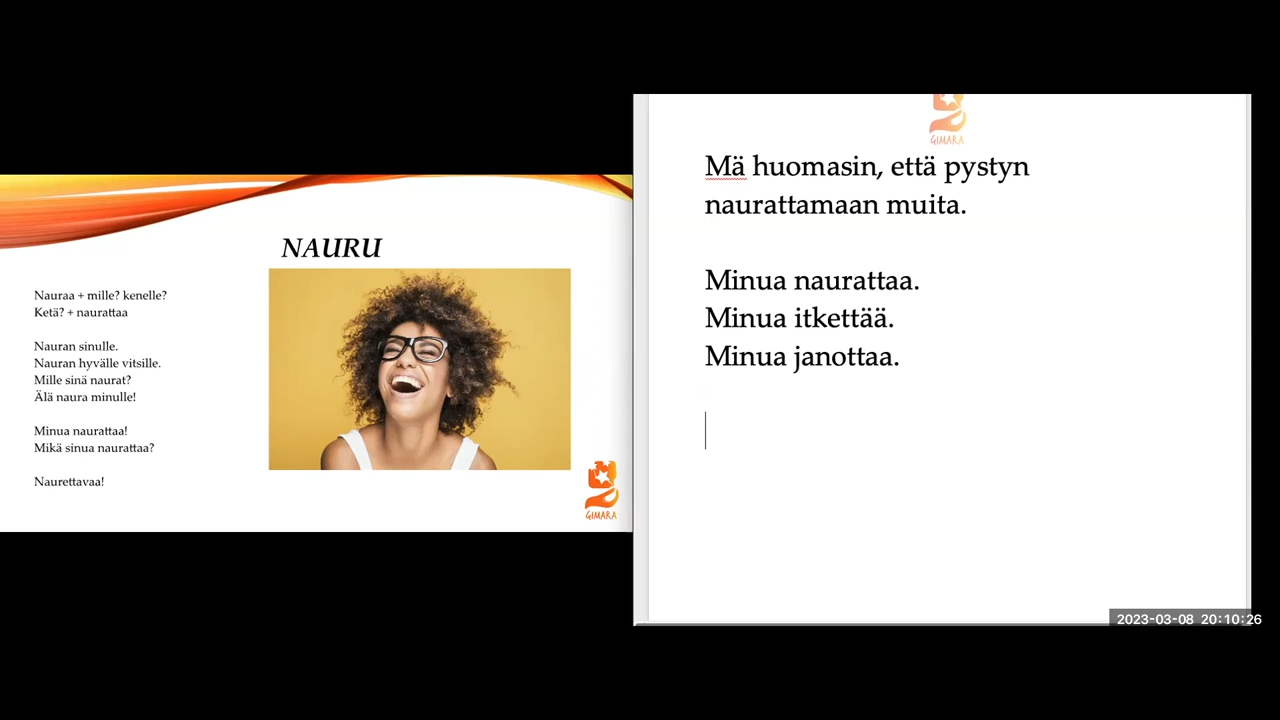 NAURU
Nauraa + mille? kenelle?
Ketä? + naurattaa
Nauran sinulle.
Nauran hyvälle vitsille.
Mille sinä naurat?
Älä naura minulle!
Minua naurattaa!
Mikä sinua naurattaa?
Naurettavaa!
GIMARA
GIMARA
Mä huomasin, että pystyn
naurattamaan muita.
Minua naurattaa.
Minua itkettää.
Minua janottaa.
2023-03-08 20:10:26